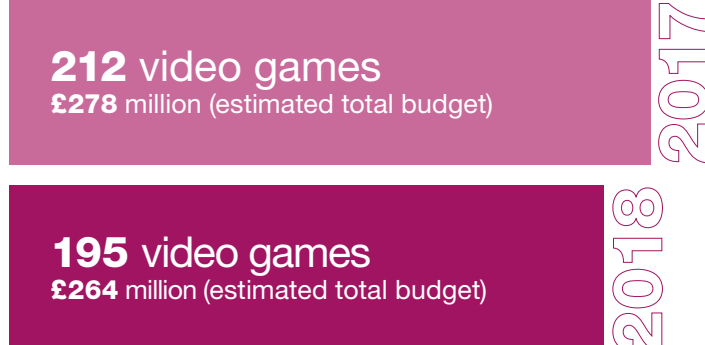 212 video games
£278 million (estimated total budget)
2017
195 video games
£264 million (estimated total budget)
2018